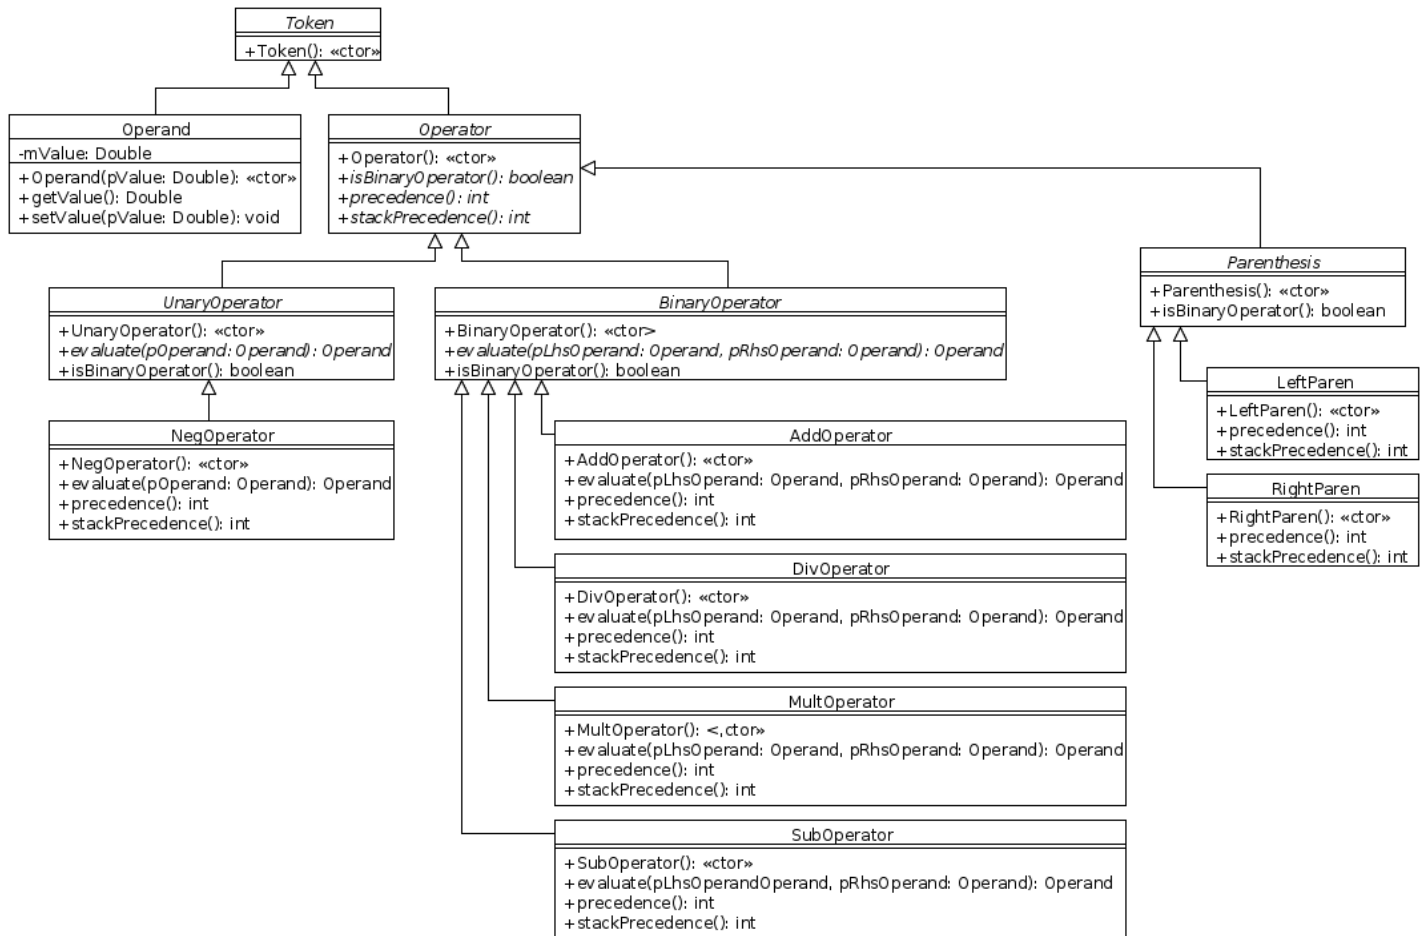 Token
+Token(): «ctor»
Operand
-mValue: Double
+Operand(pValue: Double): «ctor»
+getValue(): Double
+setValue(pValue: Double): void
Operator
+Operator(): «ctor»
+isBinaryOperator(): boolean
+precedence(): int
+stackPrecedence(): int
Parenthesis
+Parenthesis(): «ctor»
+isBinaryOperator(): boolean
UnaryOperator
+UnaryOperator(): «ctor»
+evaluate(pOperand: Operand): Operand
+isBinaryOperator(): boolean
BinaryOperator
+BinaryOperator(): «ctor>
+evaluate(pLhsOperand: Operand, pRhsOperand: Operand): Operand
+isBinaryOperator(): boolean
LeftParen
+LeftParen(): «ctor»
+precedence(): int
+stackPrecedence(): int
NegOperator
+NegOperator(): «ctor»
+evaluate(pOperand: Operand): Operand
+precedence(): int
+stackPrecedence(): int
AddOperator
+AddOperator(): «ctor»
+evaluate(pLhsOperand: Operand, pRhsOperand: Operand): Operand
+precedence(): int
+stackPrecedence(): int
RightParen
+RightParen(): «ctor»
+precedence(): int
+stackPrecedence(): int
DivOperator
+DivOperator(): «ctor»
+evaluate(pLhsOperand: Operand, pRhsOperand: Operand): Operand
+precedence(): int
+stackPrecedence(): int
MultOperator
+MultOperator(): <,ctor»
+evaluate(pLhsOperand: Operand, pRhsOperand: Operand): Operand
+precedence(): int
+stackPrecedence(): int
SubOperator
+SubOperator(): «ctor»
+evaluate(pLhsOperandOperand, pRhsOperand: Operand): Operand
+precedence(): int
+stackPrecedence(): int